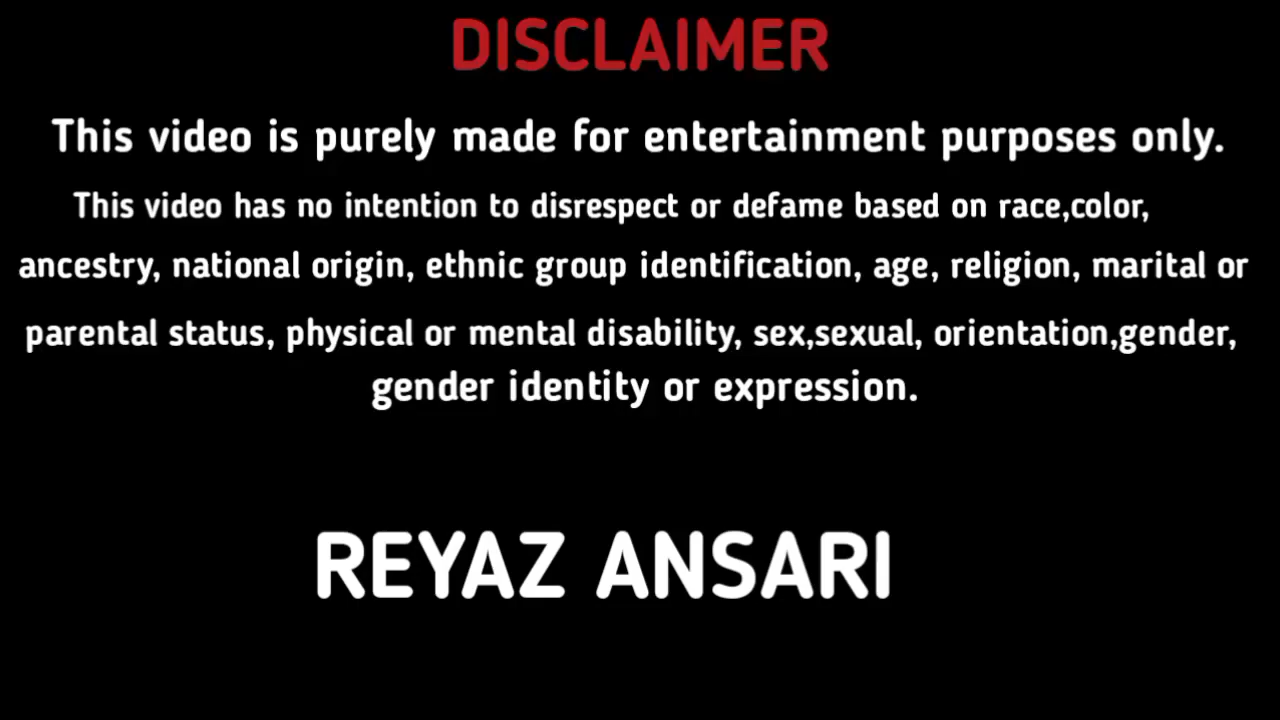 DISCLAIMER
This video is purely made for entertainment purposes only.
This video has no intention to disrespect or defame based on race,color,
ancestry, national origin, ethnic group identification, age, religion, marital or
parental status, physical or mental disability, sex,sexual, orientation,gender,
gender identity or expression.
REYAZ ANSARI